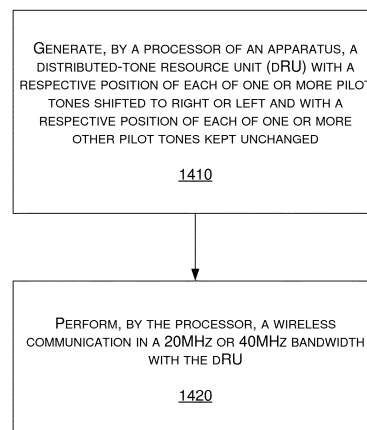 GENERATE, BY A PROCESSOR OF AN APPARATUS, A
DISTRIBUTED-TONE RESOURCE UNIT (DRU) WITH A
RESPECTIVE POSITION OF EACH OF ONE OR MORE PILOT
TONES SHIFTED TO RIGHT OR LEFT AND WITH A
RESPECTIVE POSITION OF EACH OF ONE OR MORE
OTHER PILOT TONES KEPT UNCHANGED
1410
PERFORM, BY THE PROCESSOR, A WIRELESS
COMMUNICATION IN A 20MHZ OR 40MHZ BANDWIDTH
WITH THE DRU
1420